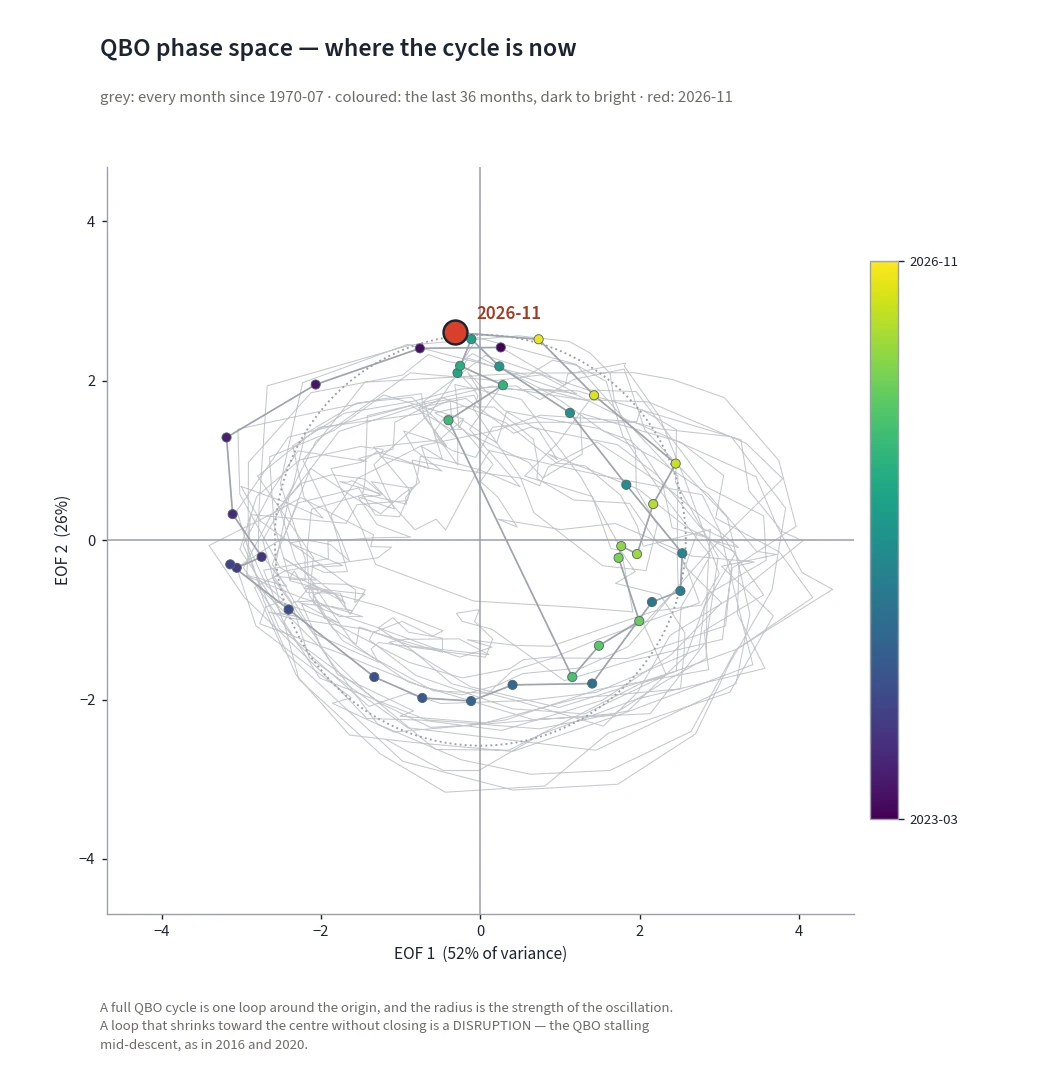 QBO phase space — where the cycle is now
grey: every month since 1970-07 · coloured: the last 36 months, dark to bright · red: 2026-11
2026-11
4
2
0
−2
−4
EOF 2 (26%)
−4
−2
0
2
4
EOF 1 (52% of variance)
2026-11
2023-03
A full QBO cycle is one loop around the origin, and the radius is the strength of the oscillation.
A loop that shrinks toward the centre without closing is a DISRUPTION — the QBO stalling
mid-descent, as in 2016 and 2020.